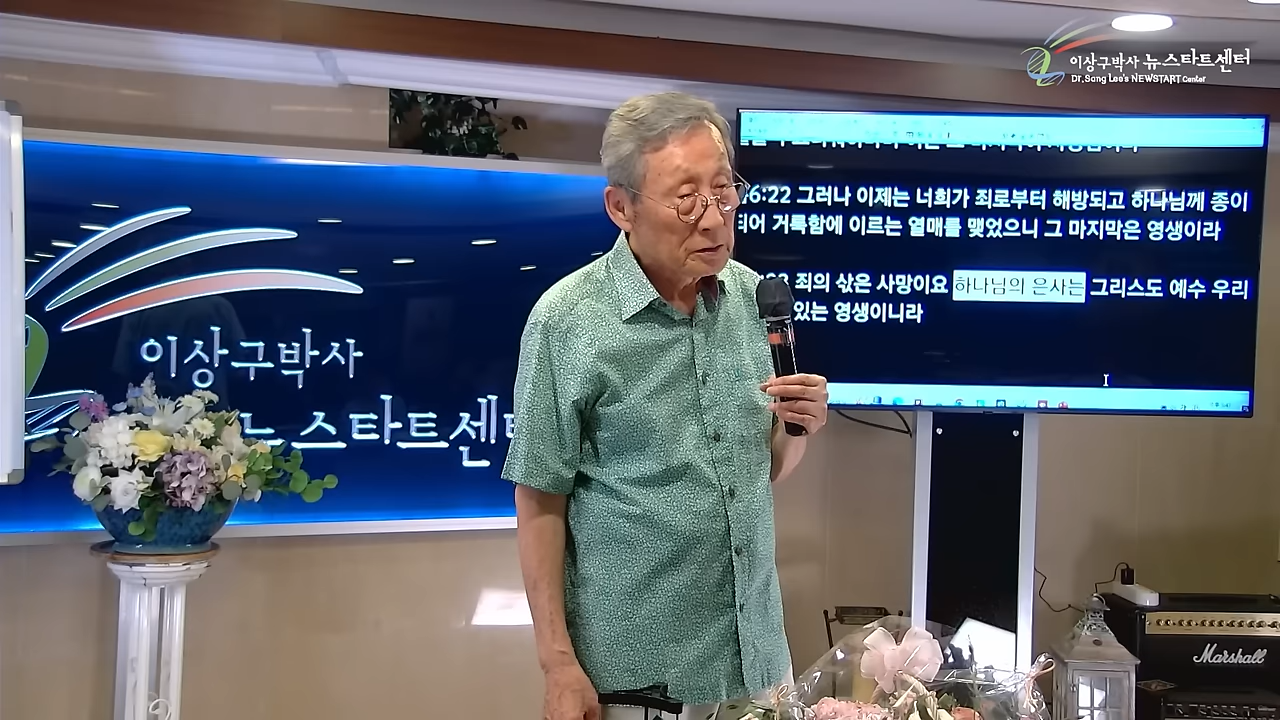 이상구박사 뉴스타트센터
Dr. Sang Lee's NEWSTART Center
6:22 그러나 이제는 너희가 죄로부터 해방되고 하나님께 종이
되어 거룩함에 이르는 열매를 맺었으니 그 마지막은 영생이라
죄의 삯은 사망이요 하나님의 은사는 그리스도 예수 우리
있는 영생이니라
이상구박사
뉴스타트센
Marshall